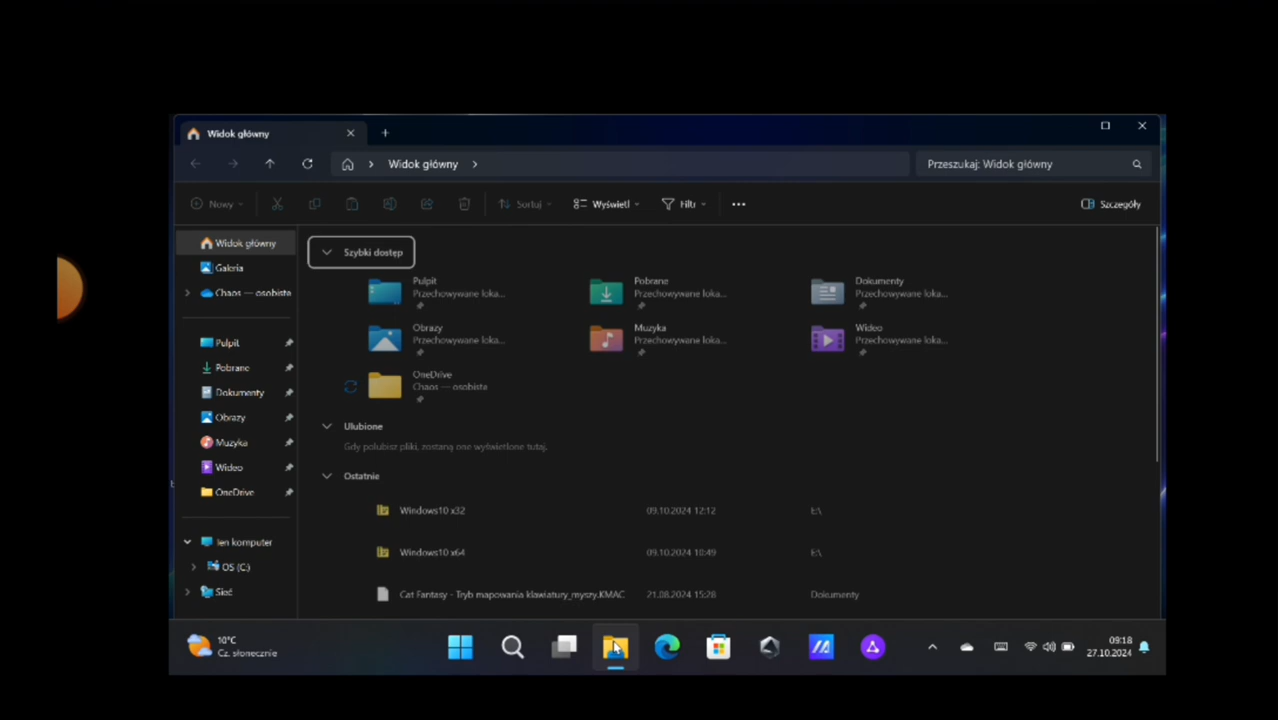 Widok główny
Widok główny
Przeszukaj: Widok główny
Nowy
Sortuj
Wyświetl
Filtr
Szczegóły
Widok główny
Galeria
Chaos — osobiste
Pulpit
Pobrane
Dokumenty
Obrazy
Muzyka
Wideo
OneDrive
Ten komputer
OS (C:)
Sieć
Szybki dostęp
Pulpit
Przechowywane loka...
Pobrane
Przechowywane loka...
Dokumenty
Przechowywane loka...
Obrazy
Przechowywane loka...
Muzyka
Przechowywane loka...
Wideo
Przechowywane loka...
OneDrive
Chaos — osobiste
Ulubione
Gdy polubisz pliki, zostaną one wyświetlone tutaj.
Ostatnie
Windows10 x32 09.10.2024 12:12 E:\
Windows10 x64 09.10.2024 10:49 E:\
Cat Fantasy - Tryb mapowania klawiatury_myszy.KMAC 21.08.2024 15:28 Dokumenty
10°C
Cz. słonecznie
09:18
27.10.2024